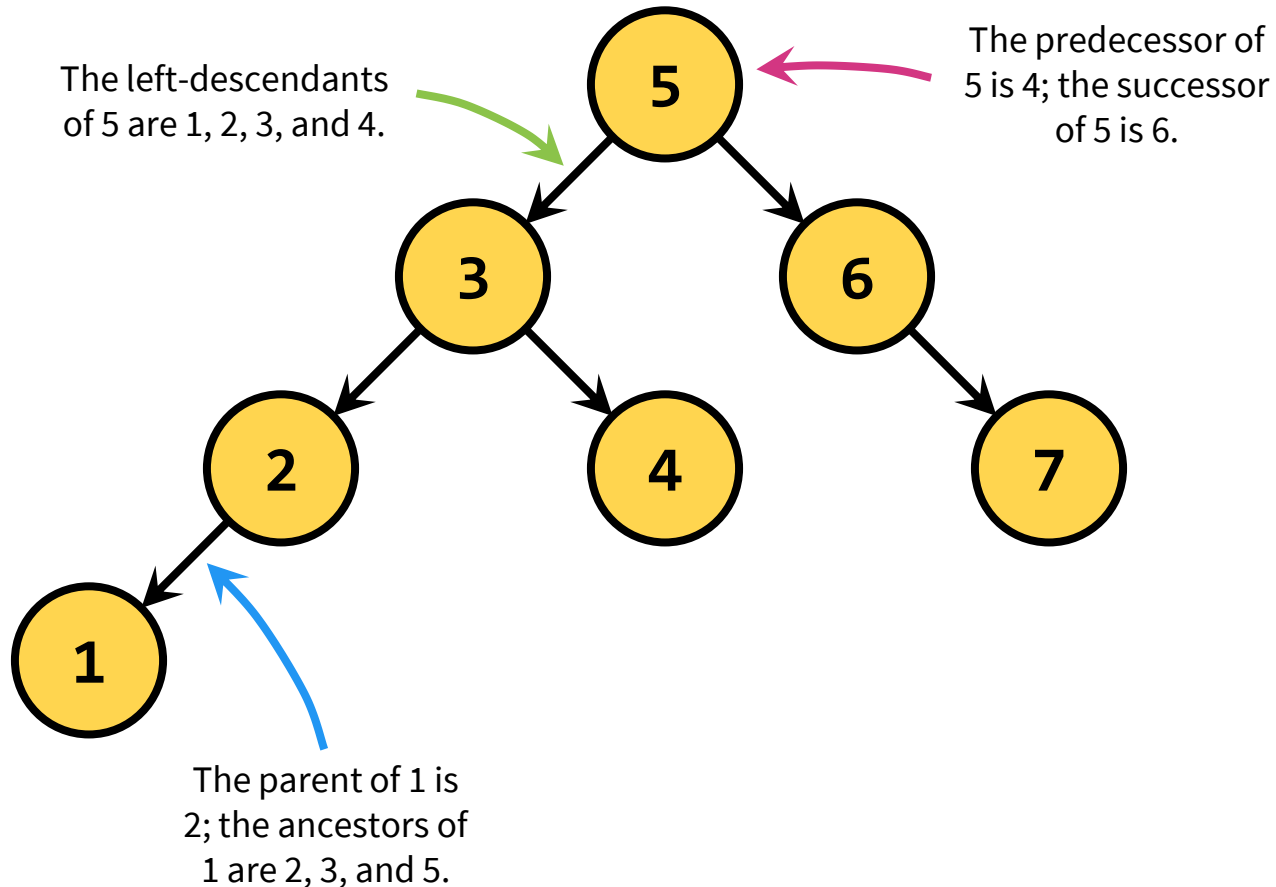 The left-descendants
of 5 are 1, 2, 3, and 4.
5
The predecessor of
5 is 4; the successor
of 5 is 6.
3
6
2
4
7
1
The parent of 1 is
2; the ancestors of
1 are 2, 3, and 5.